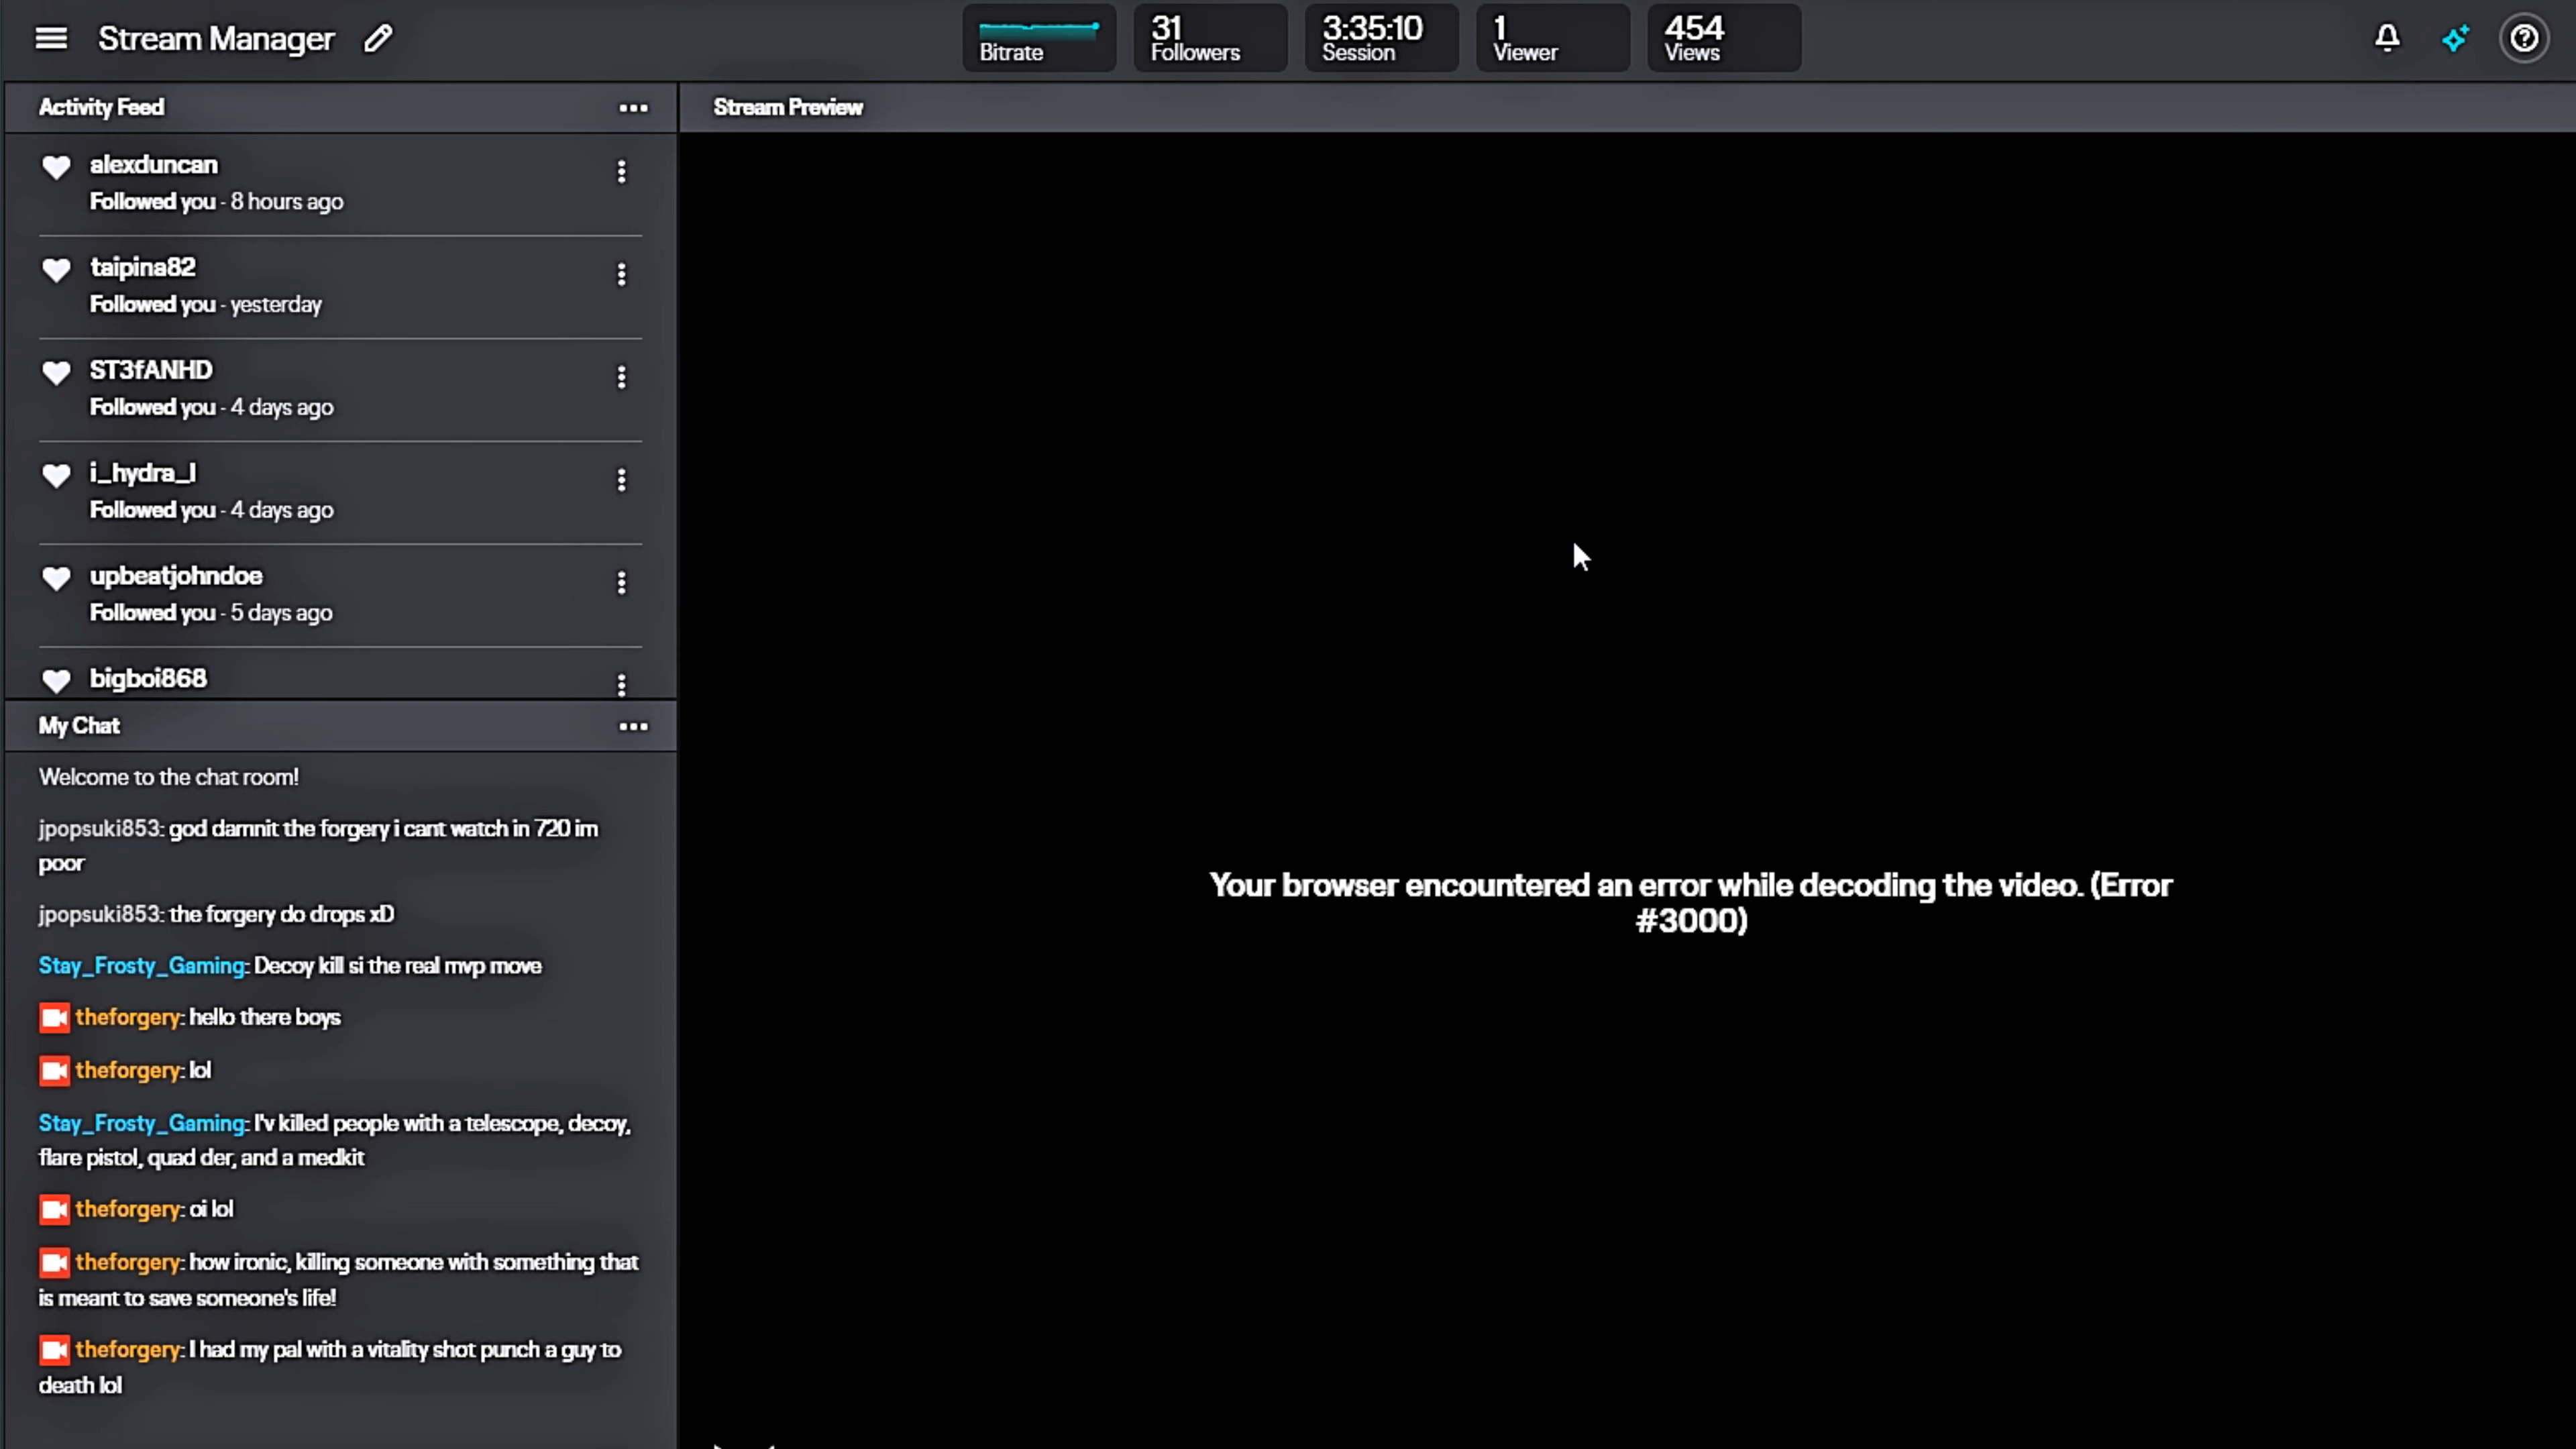 Stream Manager
31
3:35:10
1
454
Bitrate
Followers
Session
Viewer
Views
Activity Feed
Stream Preview
alexduncan
Followed you - 8 hours ago
taipina82
Followed you - yesterday
ST3fANHD
Followed you - 4 days ago
i_hydra_l
Followed you - 4 days ago
upbeatjohndoe
Followed you - 5 days ago
bigboi868
My Chat
Welcome to the chat room!
jpopsuki853: god damnit the forgery i cant watch in 720 im
poor
jpopsuki853: the forgery do drops xD
Stay_Frosty_Gaming: Decoy kill si the real mvp move
theforgery: hello there boys
theforgery: lol
Stay_Frosty_Gaming: I'v killed people with a telescope, decoy,
flare pistol, quad der, and a medkit
theforgery: oi lol
theforgery: how ironic, killing someone with something that
is meant to save someone's life!
theforgery: I had my pal with a vitality shot punch a guy to
death lol
Your browser encountered an error while decoding the video. (Error
#3000)